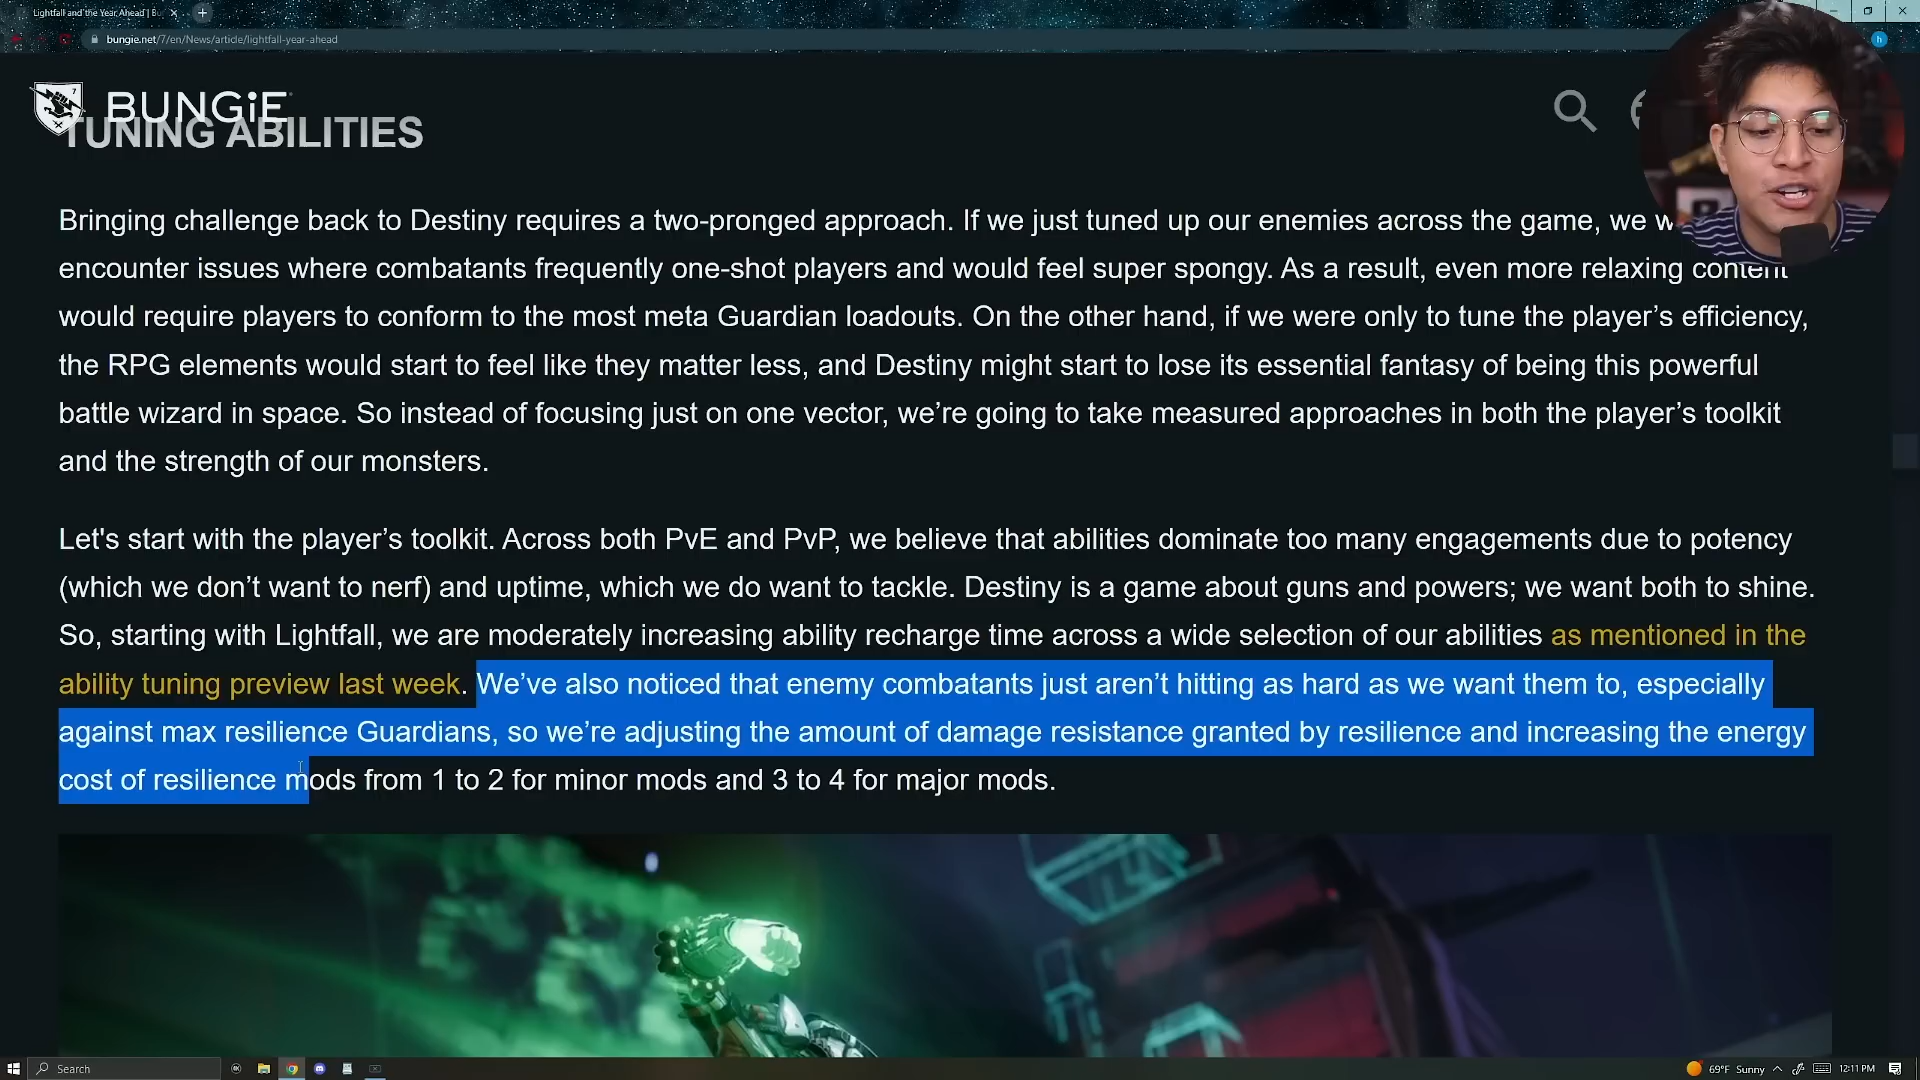 Lightfall and the Year Ahead | Bu
bungie.net/7/en/News/article/lightfall-year-ahead
h
7
BUNGiE
TUNING ABILITIES
Bringing challenge back to Destiny requires a two-pronged approach. If we just tuned up our enemies across the game, we w
encounter issues where combatants frequently one-shot players and would feel super spongy. As a result, even more relaxing content
would require players to conform to the most meta Guardian loadouts. On the other hand, if we were only to tune the player’s efficiency,
the RPG elements would start to feel like they matter less, and Destiny might start to lose its essential fantasy of being this powerful
battle wizard in space. So instead of focusing just on one vector, we’re going to take measured approaches in both the player’s toolkit
and the strength of our monsters.
Let's start with the player’s toolkit. Across both PvE and PvP, we believe that abilities dominate too many engagements due to potency
(which we don’t want to nerf) and uptime, which we do want to tackle. Destiny is a game about guns and powers; we want both to shine.
So, starting with Lightfall, we are moderately increasing ability recharge time across a wide selection of our abilities as mentioned in the
ability tuning preview last week. We’ve also noticed that enemy combatants just aren’t hitting as hard as we want them to, especially
against max resilience Guardians, so we’re adjusting the amount of damage resistance granted by resilience and increasing the energy
cost of resilience mods from 1 to 2 for minor mods and 3 to 4 for major mods.
Search
69°F Sunny
12:11 PM